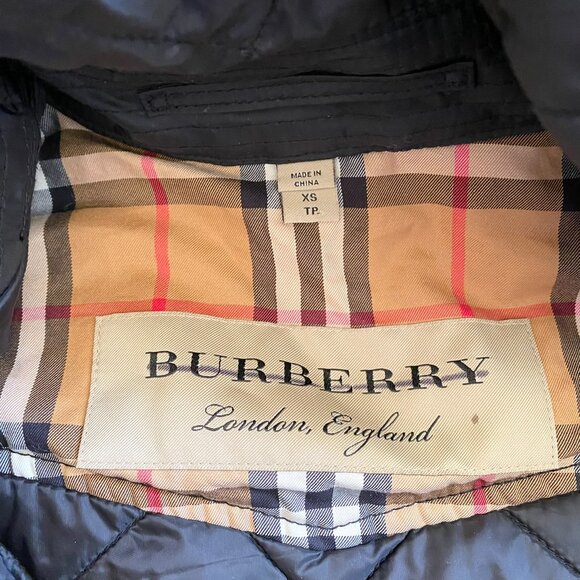 MADE IN
CHINA
XS
TP.
BURBERRY
London, England